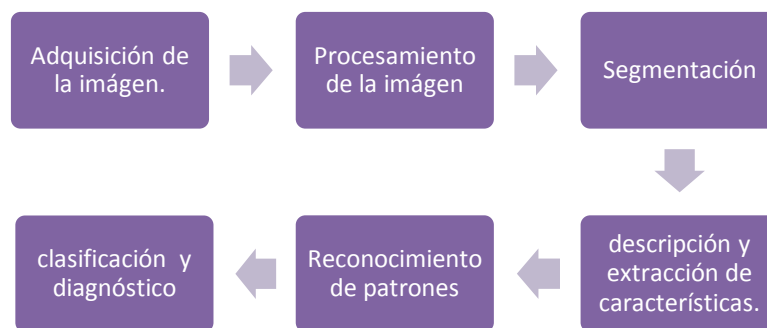 Adquisición de
la imágen.
Procesamiento
de la imágen
Segmentación
descripción y
extracción de
características.
Reconocimiento
de patrones
clasificación y
diagnóstico